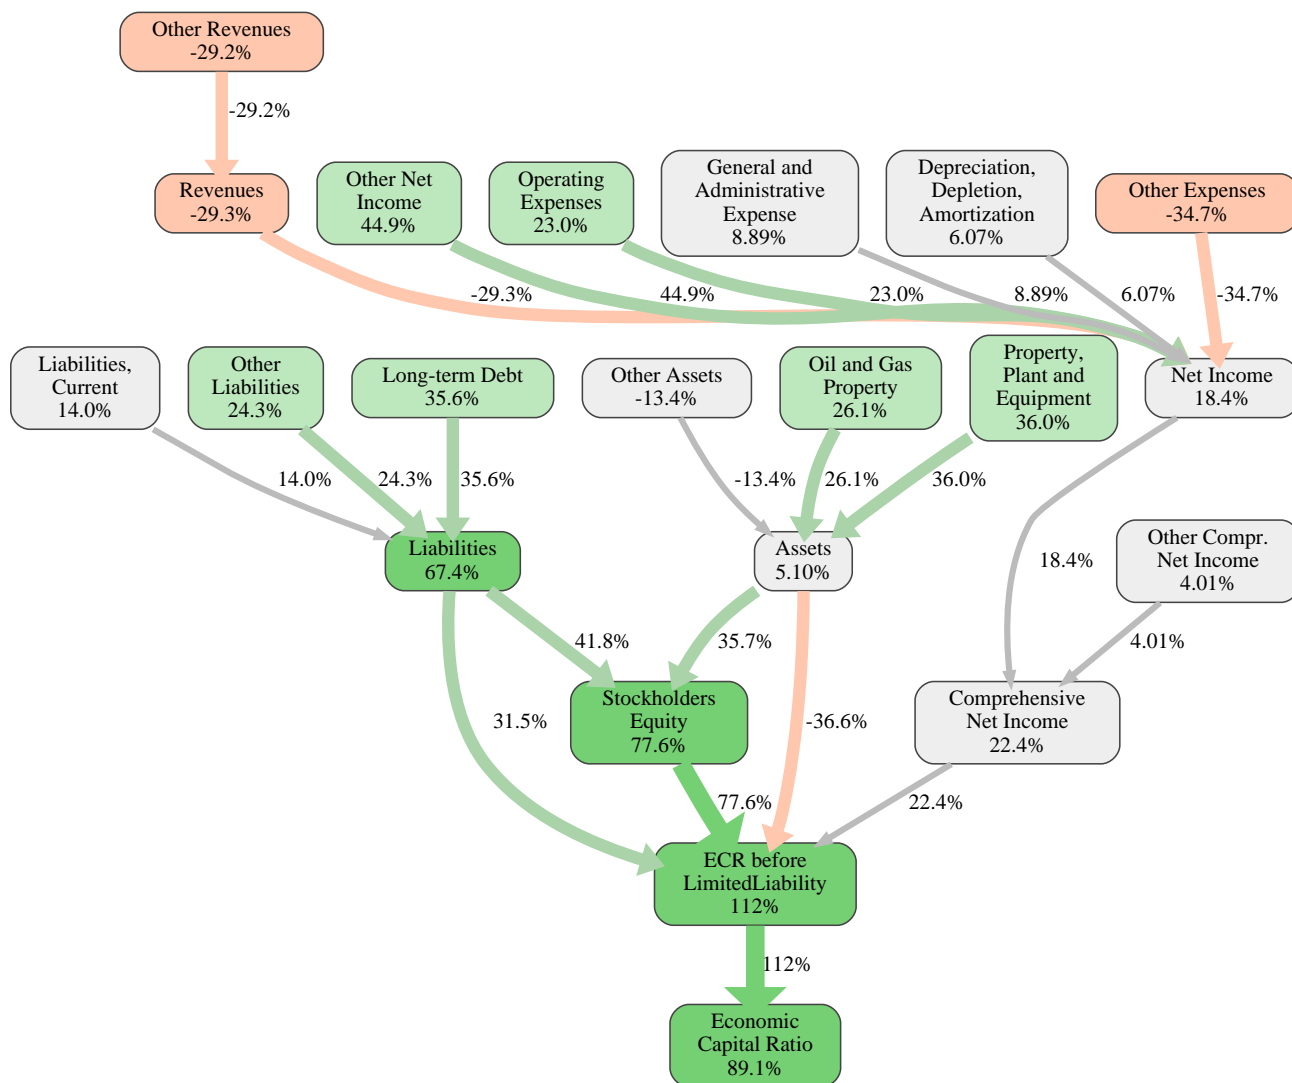 Other Revenues
-29.2%
-29.2%
Revenues
-29.3%
Other Net
Income
44.9%
Operating
Expenses
23.0%
General and
Administrative
Expense
8.89%
Depreciation,
Depletion,
Amortization
6.07%
Other Expenses
-34.7%
-29.3%
44.9%
23.0%
8.89%
6.07%
-34.7%
Liabilities,
Current
14.0%
Other
Liabilities
24.3%
Long-term Debt
35.6%
Other Assets
-13.4%
Oil and Gas
Property
26.1%
Property,
Plant and
Equipment
36.0%
Net Income
18.4%
14.0%
24.3%
35.6%
-13.4%
26.1%
36.0%
Liabilities
67.4%
Assets
5.10%
18.4%
Other Compr.
Net Income
4.01%
41.8%
35.7%
4.01%
31.5%
Stockholders
Equity
77.6%
-36.6%
Comprehensive
Net Income
22.4%
77.6%
22.4%
ECR before
LimitedLiability
112%
112%
Economic
Capital Ratio
89.1%